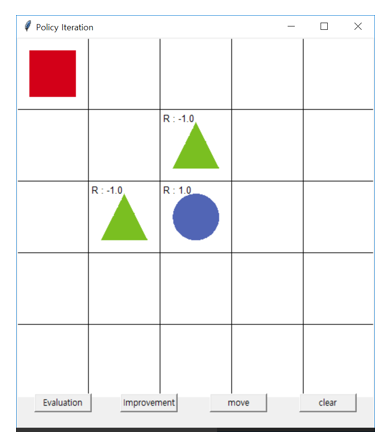 Policy Iteration
R : -1.0
R : -1.0
R : 1.0
Evaluation
Improvement
move
clear